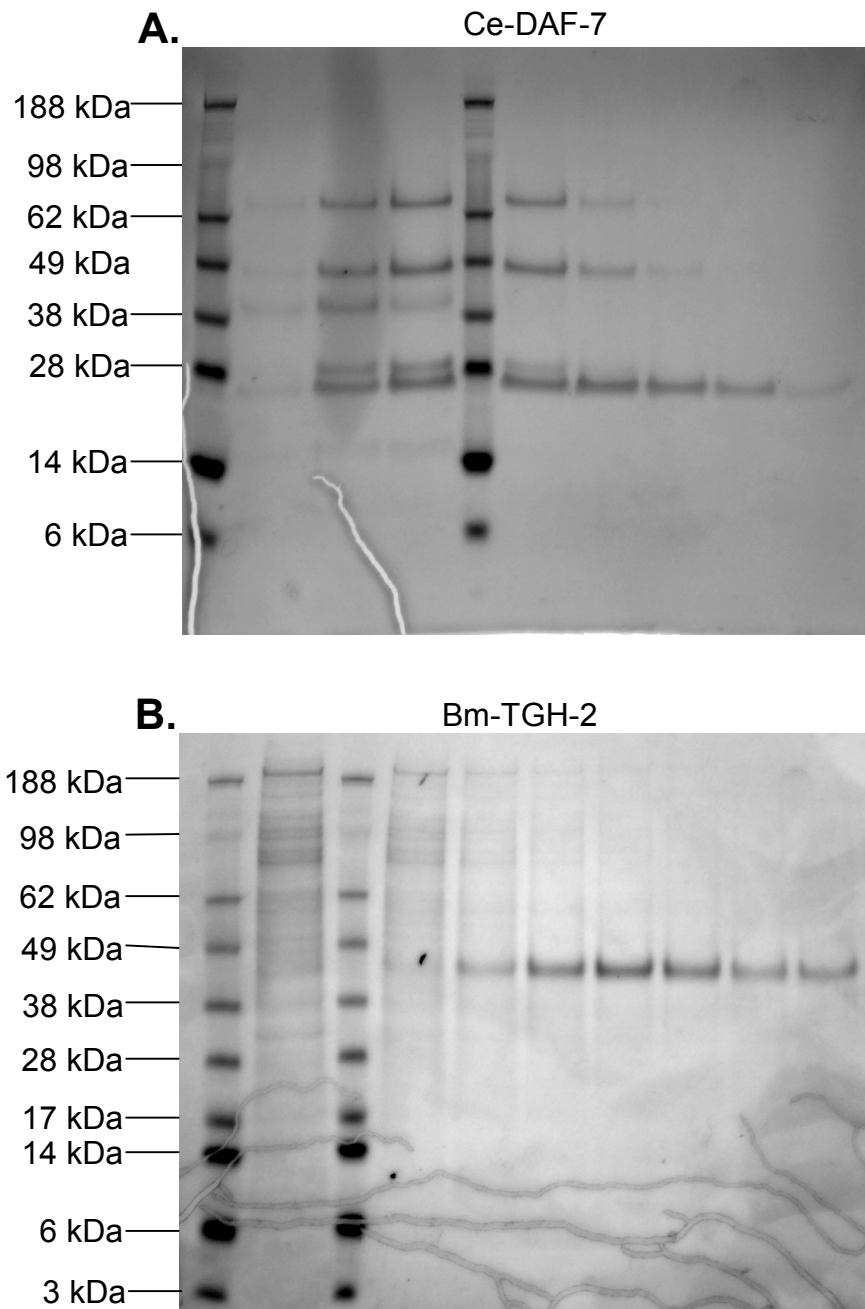 A.
Ce-DAF-7
188 kDa
98 kDa
62 kDa
49 kDa
38 kDa
28 kDa
14 kDa
6 kDa
B.
Bm-TGH-2
188 kDa
98 kDa
62 kDa
49 kDa
38 kDa
28 kDa
17 kDa
14 kDa
6 kDa
3 kDa